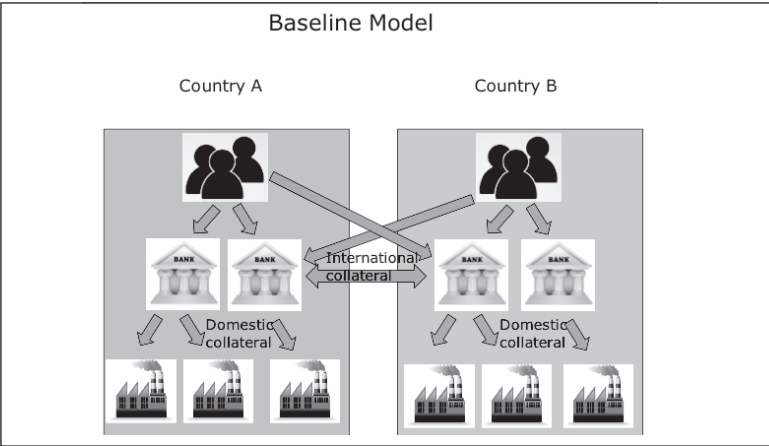 Baseline Model
Country A
Country B
BANK
BANK
BANK
BANK
International
collateral
Domestic
collateral
Domestic
collateral